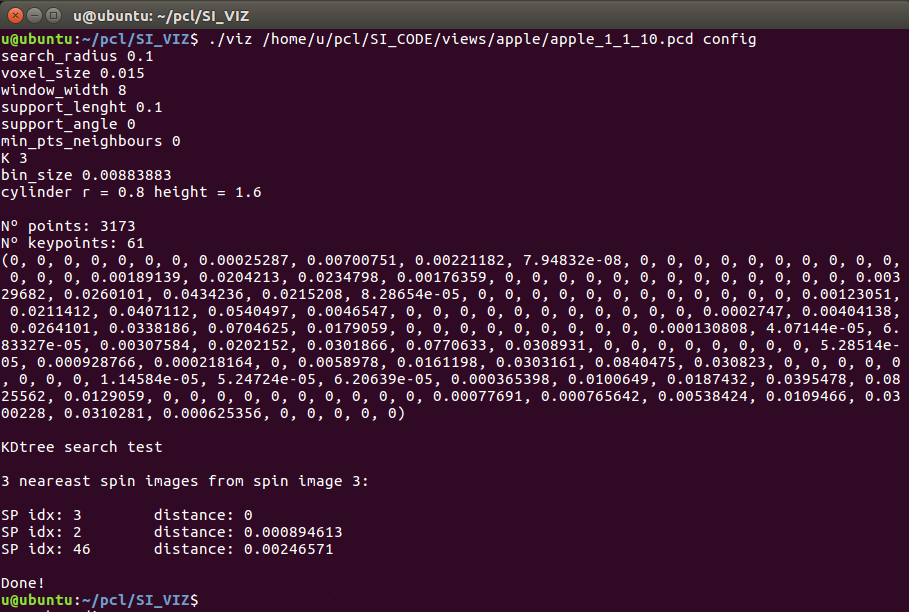 u@ubuntu: ~/pcl/SI_VIZ
u@ubuntu:~/pcl/SI_VIZ$ ./viz /home/u/pcl/SI_CODE/views/apple/apple_1_1_10.pcd config
search_radius 0.1
voxel_size 0.015
window_width 8
support_lenght 0.1
support_angle 0
min_pts_neighbours 0
K 3
bin_size 0.00883883
cylinder r = 0.8 height = 1.6
Nº points: 3173
Nº keypoints: 61
(0, 0, 0, 0, 0, 0, 0, 0.00025287, 0.00700751, 0.00221182, 7.94832e-08, 0, 0, 0, 0, 0, 0, 0, 0, 0, 0,
0, 0, 0, 0.00189139, 0.0204213, 0.0234798, 0.00176359, 0, 0, 0, 0, 0, 0, 0, 0, 0, 0, 0, 0, 0, 0.003
29682, 0.0260101, 0.0434236, 0.0215208, 8.28654e-05, 0, 0, 0, 0, 0, 0, 0, 0, 0, 0, 0, 0, 0.00123051,
0.0211412, 0.0407112, 0.0540497, 0.0046547, 0, 0, 0, 0, 0, 0, 0, 0, 0, 0, 0, 0.0002747, 0.00404138,
0.0264101, 0.0338186, 0.0704625, 0.0179059, 0, 0, 0, 0, 0, 0, 0, 0, 0, 0.000130808, 4.07144e-05, 6.
83327e-05, 0.00307584, 0.0202152, 0.0301866, 0.0770633, 0.0308931, 0, 0, 0, 0, 0, 0, 0, 0, 5.28514e-
05, 0.000928766, 0.000218164, 0, 0.0058978, 0.0161198, 0.0303161, 0.0840475, 0.030823, 0, 0, 0, 0, 0
, 0, 0, 0, 1.14584e-05, 5.24724e-05, 6.20639e-05, 0.000365398, 0.0100649, 0.0187432, 0.0395478, 0.08
25562, 0.0129059, 0, 0, 0, 0, 0, 0, 0, 0, 0, 0, 0.00077691, 0.000765642, 0.00538424, 0.0109466, 0.03
00228, 0.0310281, 0.000625356, 0, 0, 0, 0, 0)
KDtree search test
3 neareast spin images from spin image 3:
SP idx: 3 distance: 0
SP idx: 2 distance: 0.000894613
SP idx: 46 distance: 0.00246571
Done!
u@ubuntu:~/pcl/SI_VIZ$